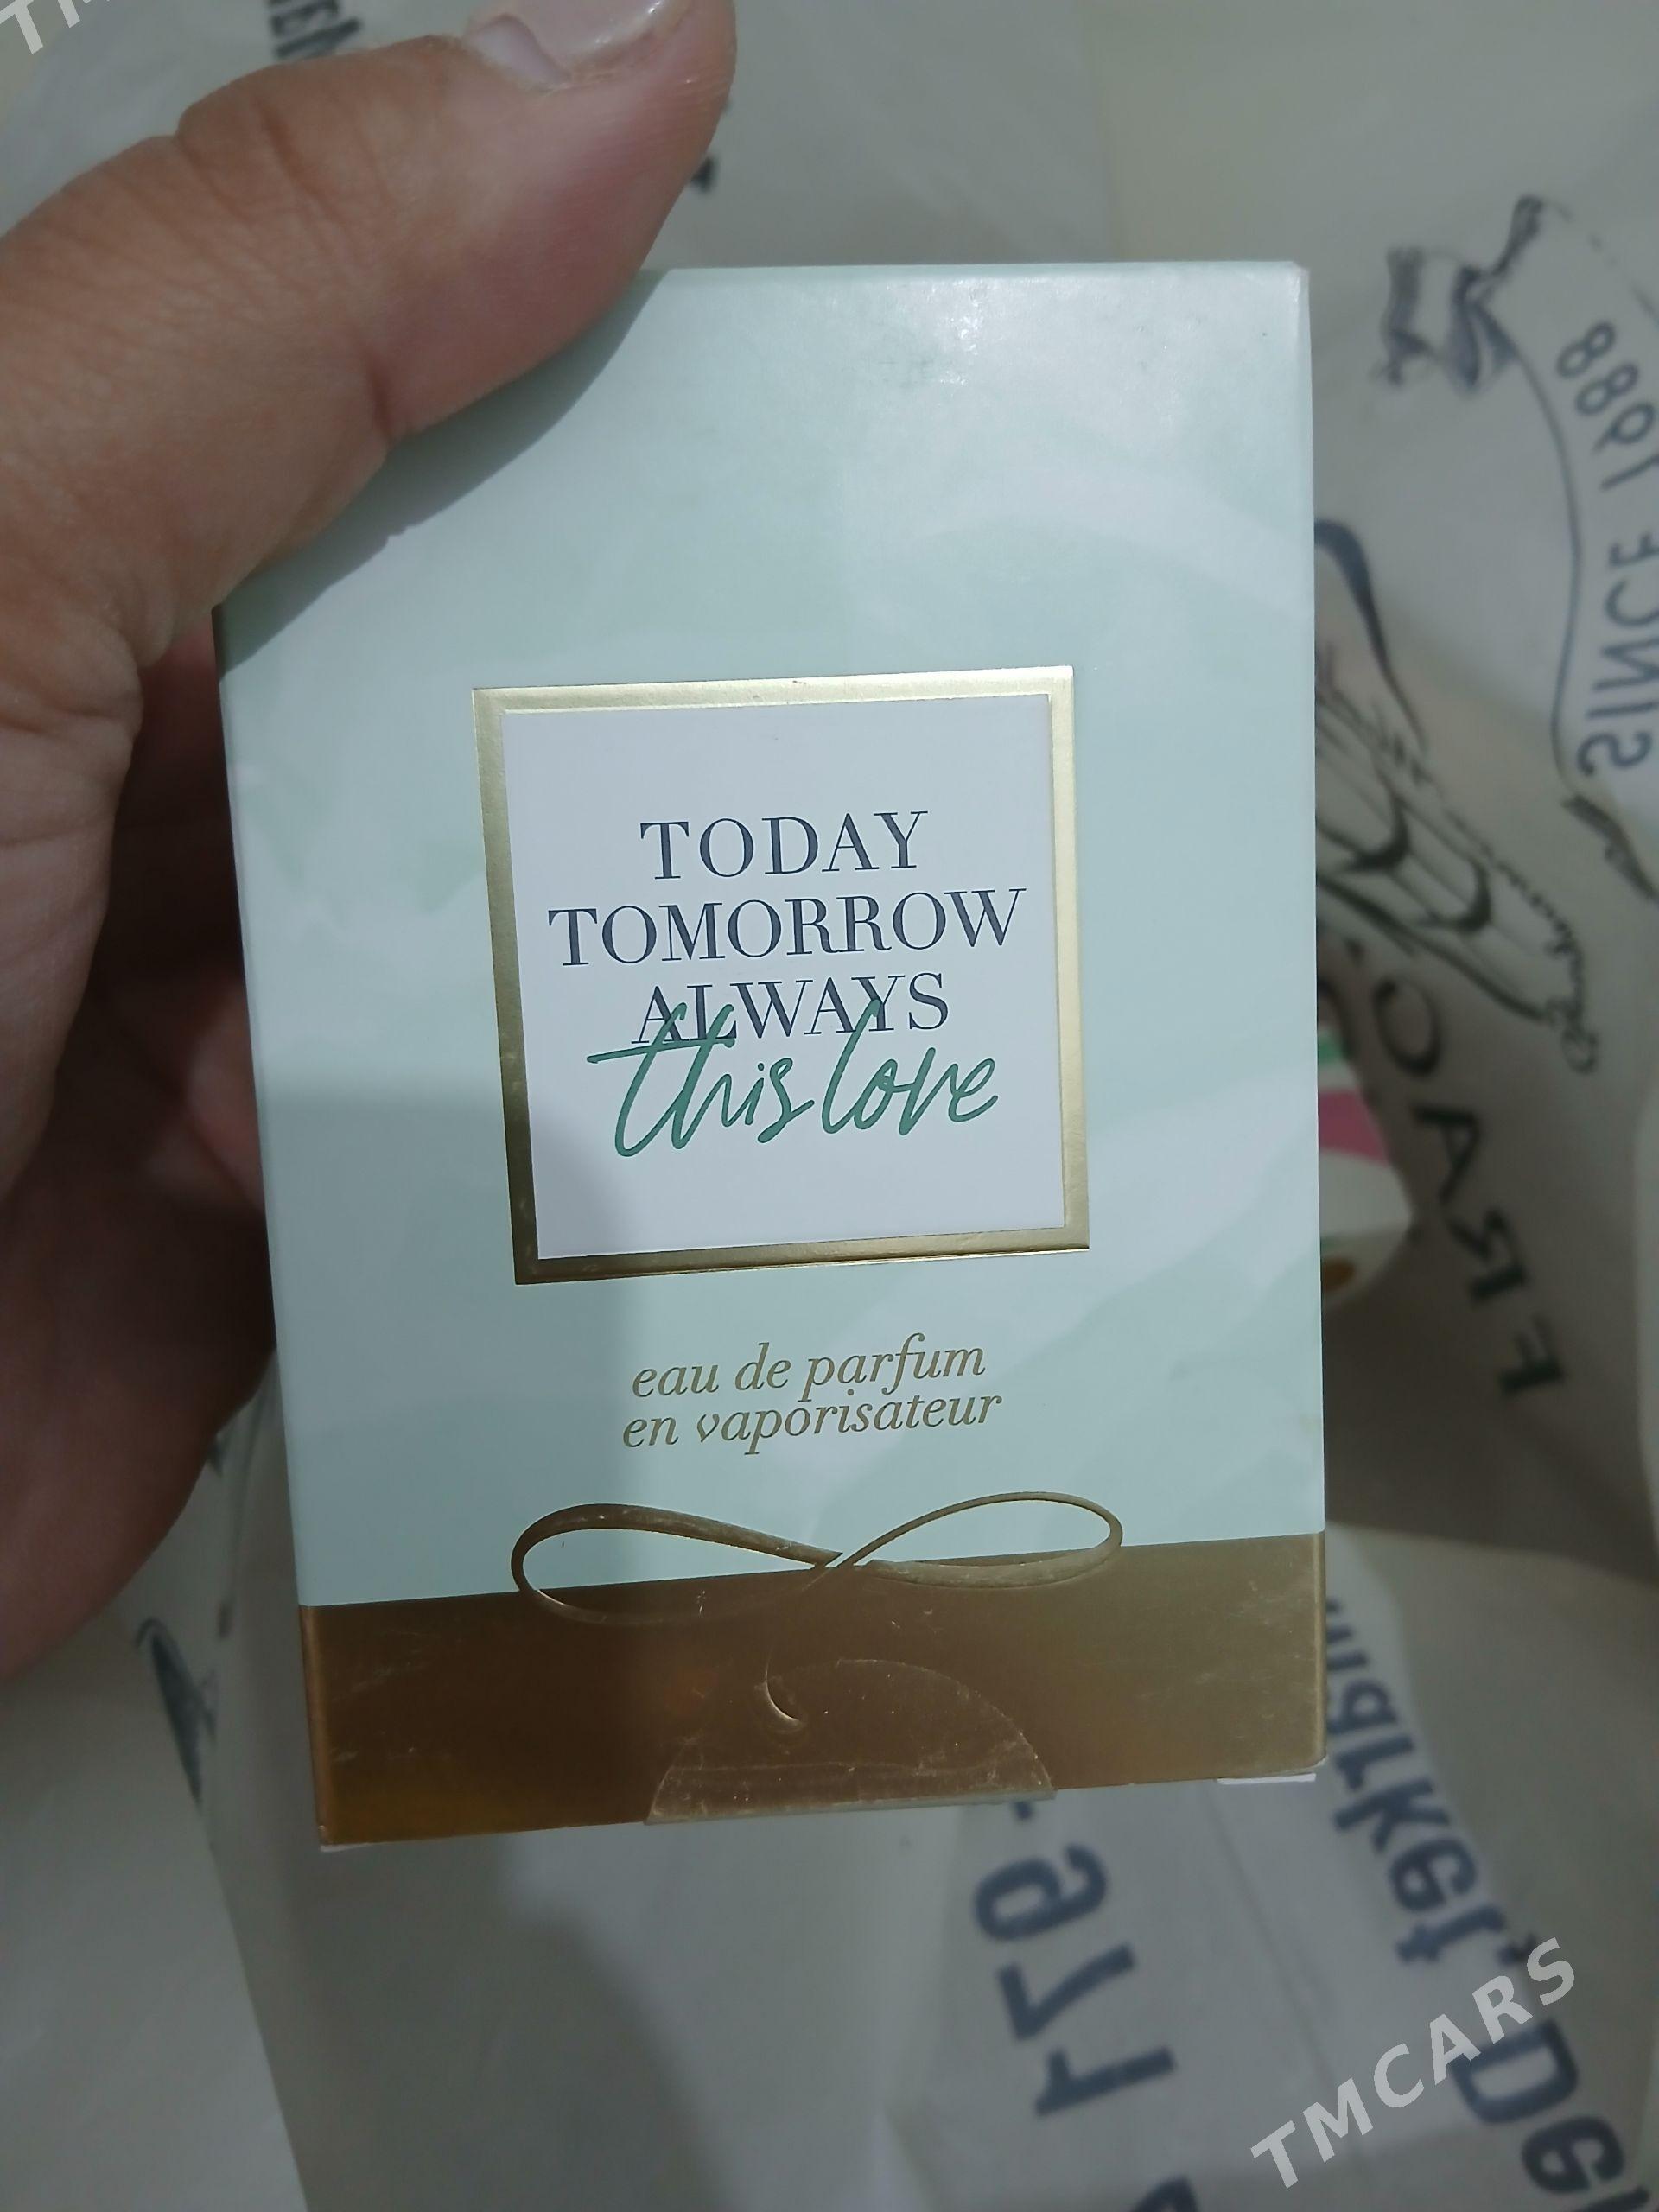 TODAY
TOMORROW
ALWAYS
this love
eau de parfum
en vaporisateur
SINCE 1988
TMCARS